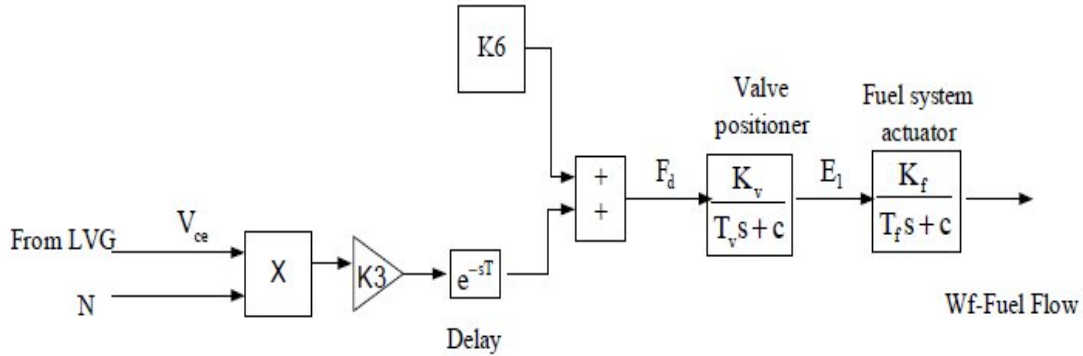 K6
Valve
positioner
Fuel system
actuator
+
+
F_d
K_v
T_v s + c
E_1
K_f
T_f s + c
From LVG
V_ce
N
X
K3
e^{-sT}
Delay
Wf-Fuel Flow